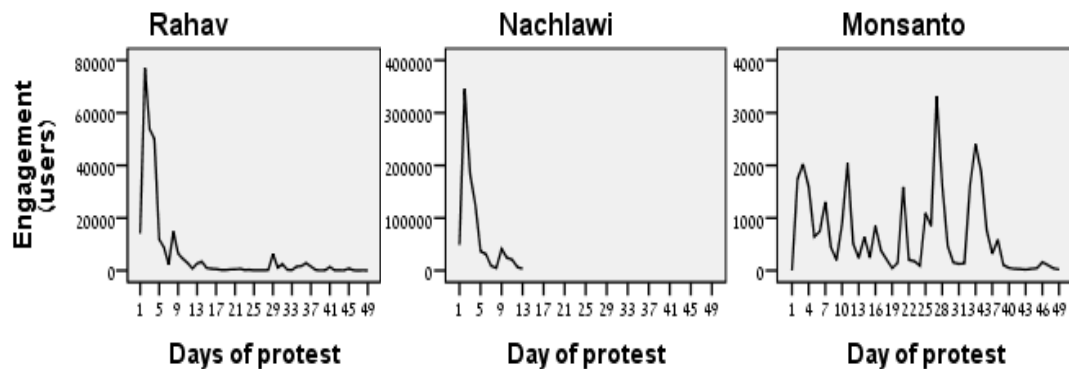 Rahav
Nachlawi
Monsanto
Engagement
(users)
80000
60000
40000
20000
0
1 5 9 13 17 21 25 29 33 37 41 45 49
Days of protest
400000
300000
200000
100000
0
1 5 9 13 17 21 25 29 33 37 41 45 49
Day of protest
4000
3000
2000
1000
0
1 4 7 10 13 16 19 22 25 28 31 34 37 40 43 46 49
Day of protest